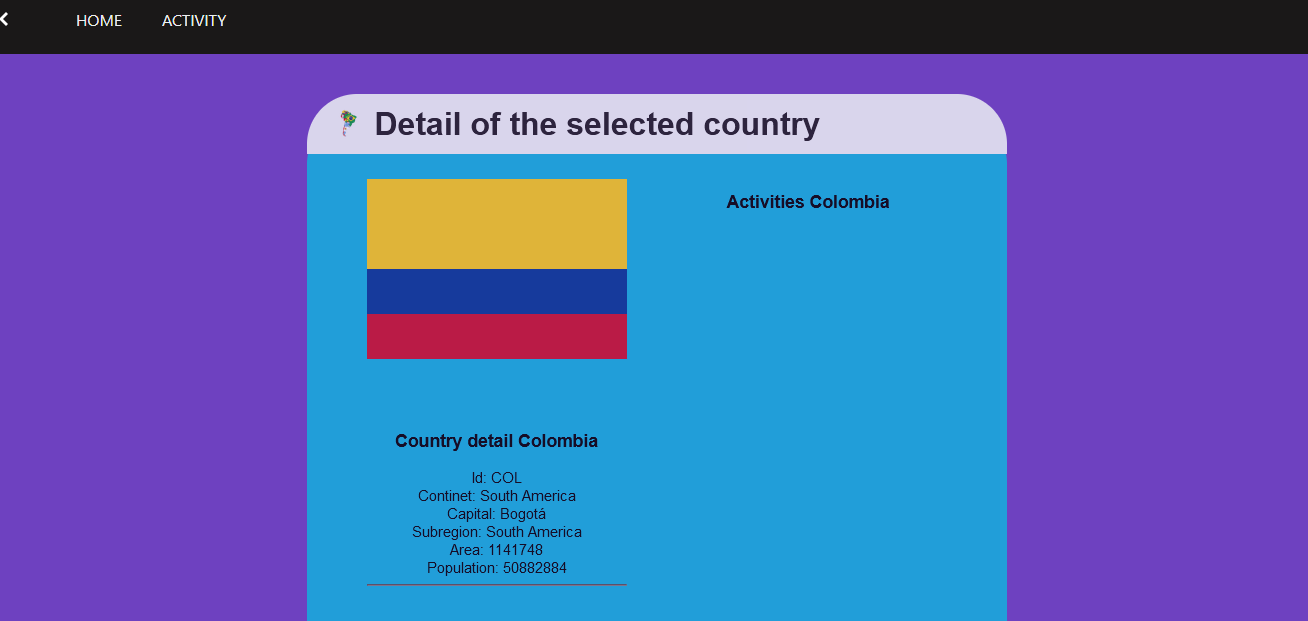 HOME ACTIVITY
Detail of the selected country
Activities Colombia
Country detail Colombia
Id: COL
Continet: South America
Capital: Bogotá
Subregion: South America
Area: 1141748
Population: 50882884